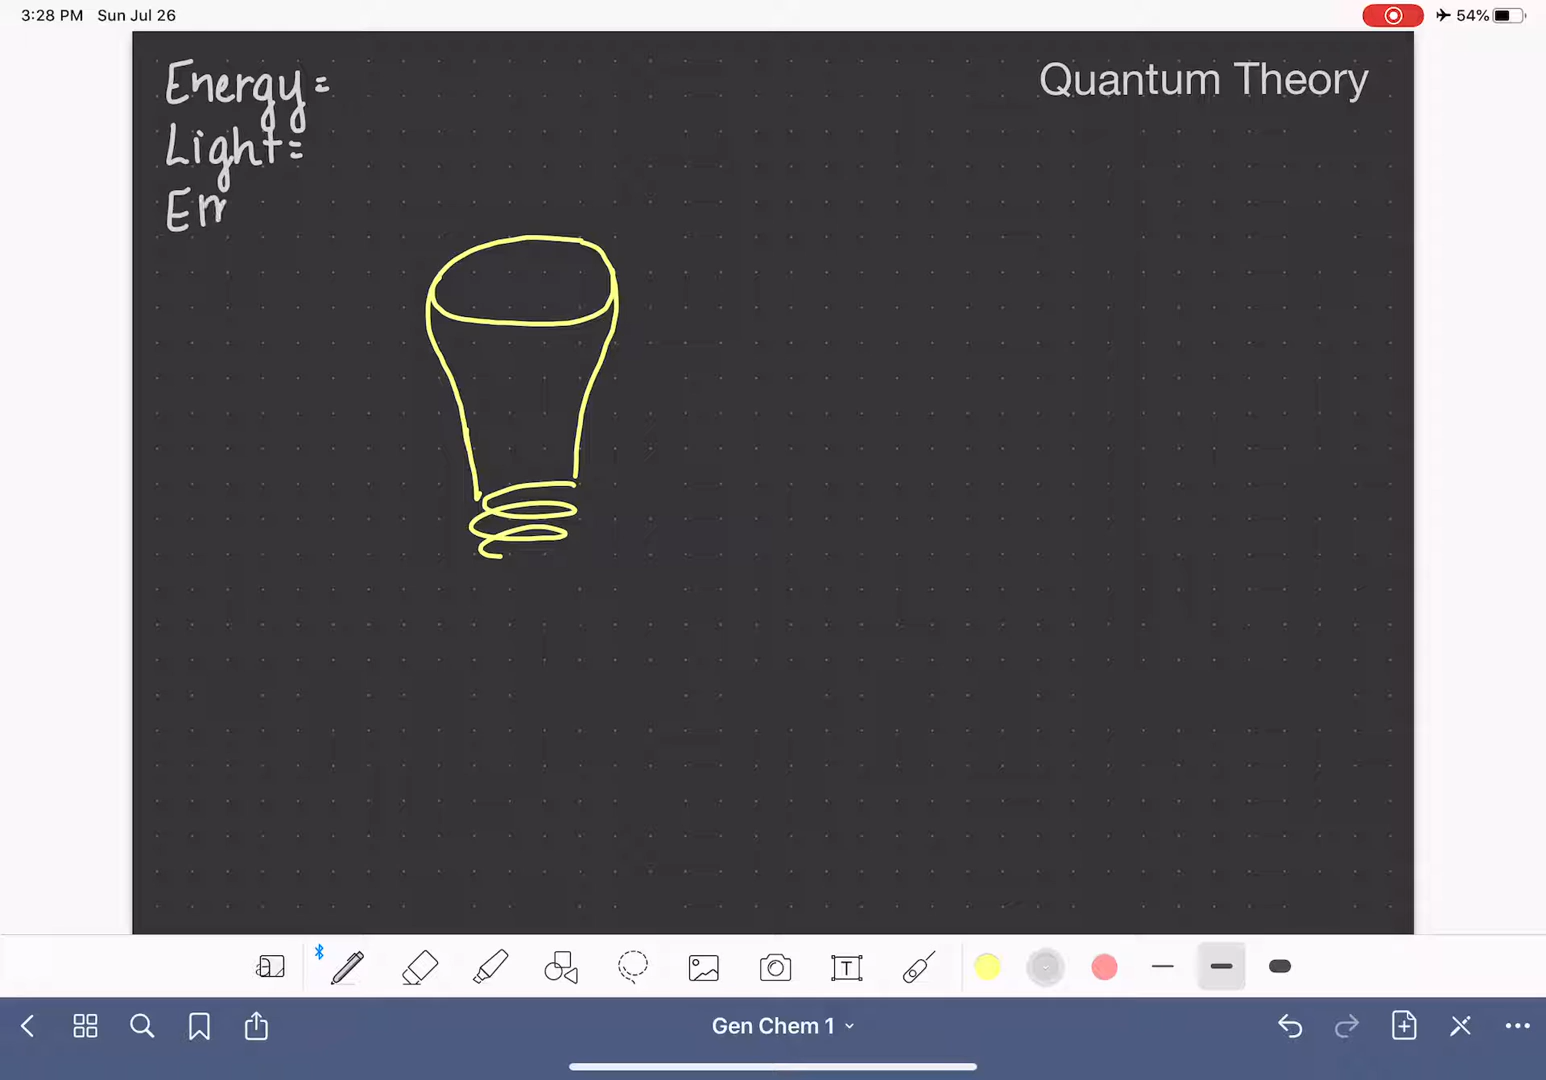 3:28 PM Sun Jul 26
54%
Energy=
Quantum Theory
Light=
Em
T
Gen Chem 1